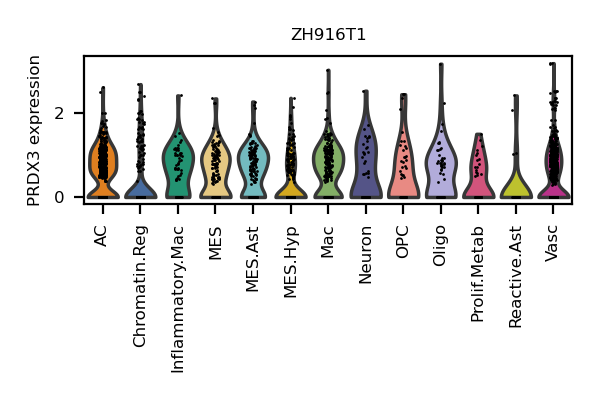 ZH916T1
PRDX3 expression
2
0
AC
Chromatin.Reg
Inflammatory.Mac
MES
MES.Ast
MES.Hyp
Mac
Neuron
OPC
Oligo
Prolif.Metab
Reactive.Ast
Vasc